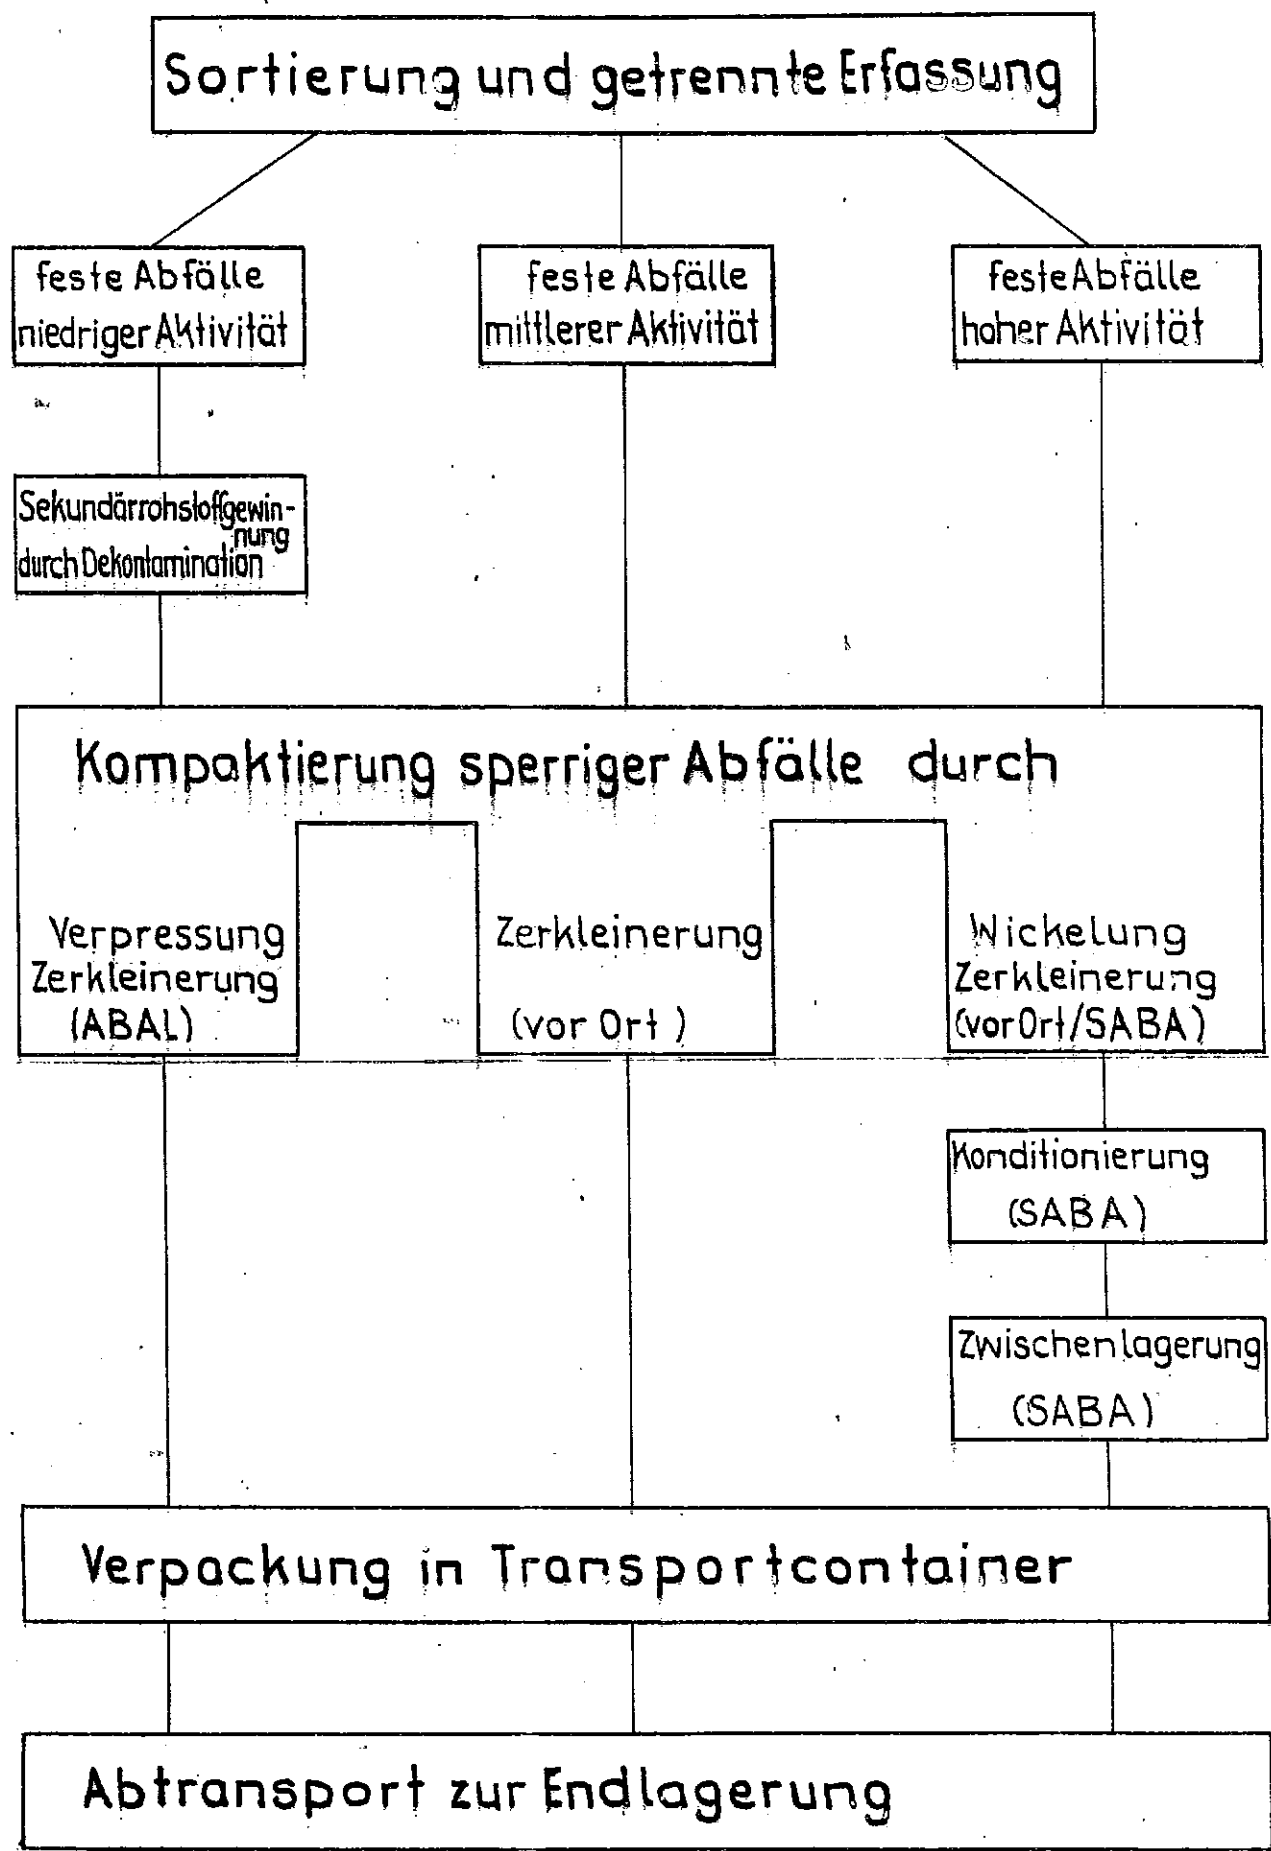 Sortierung und getrennte Erfassung
feste Abfälle
niedriger Aktivität
feste Abfälle
mittlerer Aktivität
feste Abfälle
hoher Aktivität
Sekundärrohstoffgewin-
nung
durch Dekontamination
Kompaktierung sperriger Abfälle durch
Verpressung
Zerkleinerung
(ABAL)
Zerkleinerung
(vor Ort)
Wickelung
Zerkleinerung
(vor Ort/SABA)
Konditionierung
(SABA)
Zwischenlagerung
(SABA)
Verpackung in Transportcontainer
Abtransport zur Endlagerung